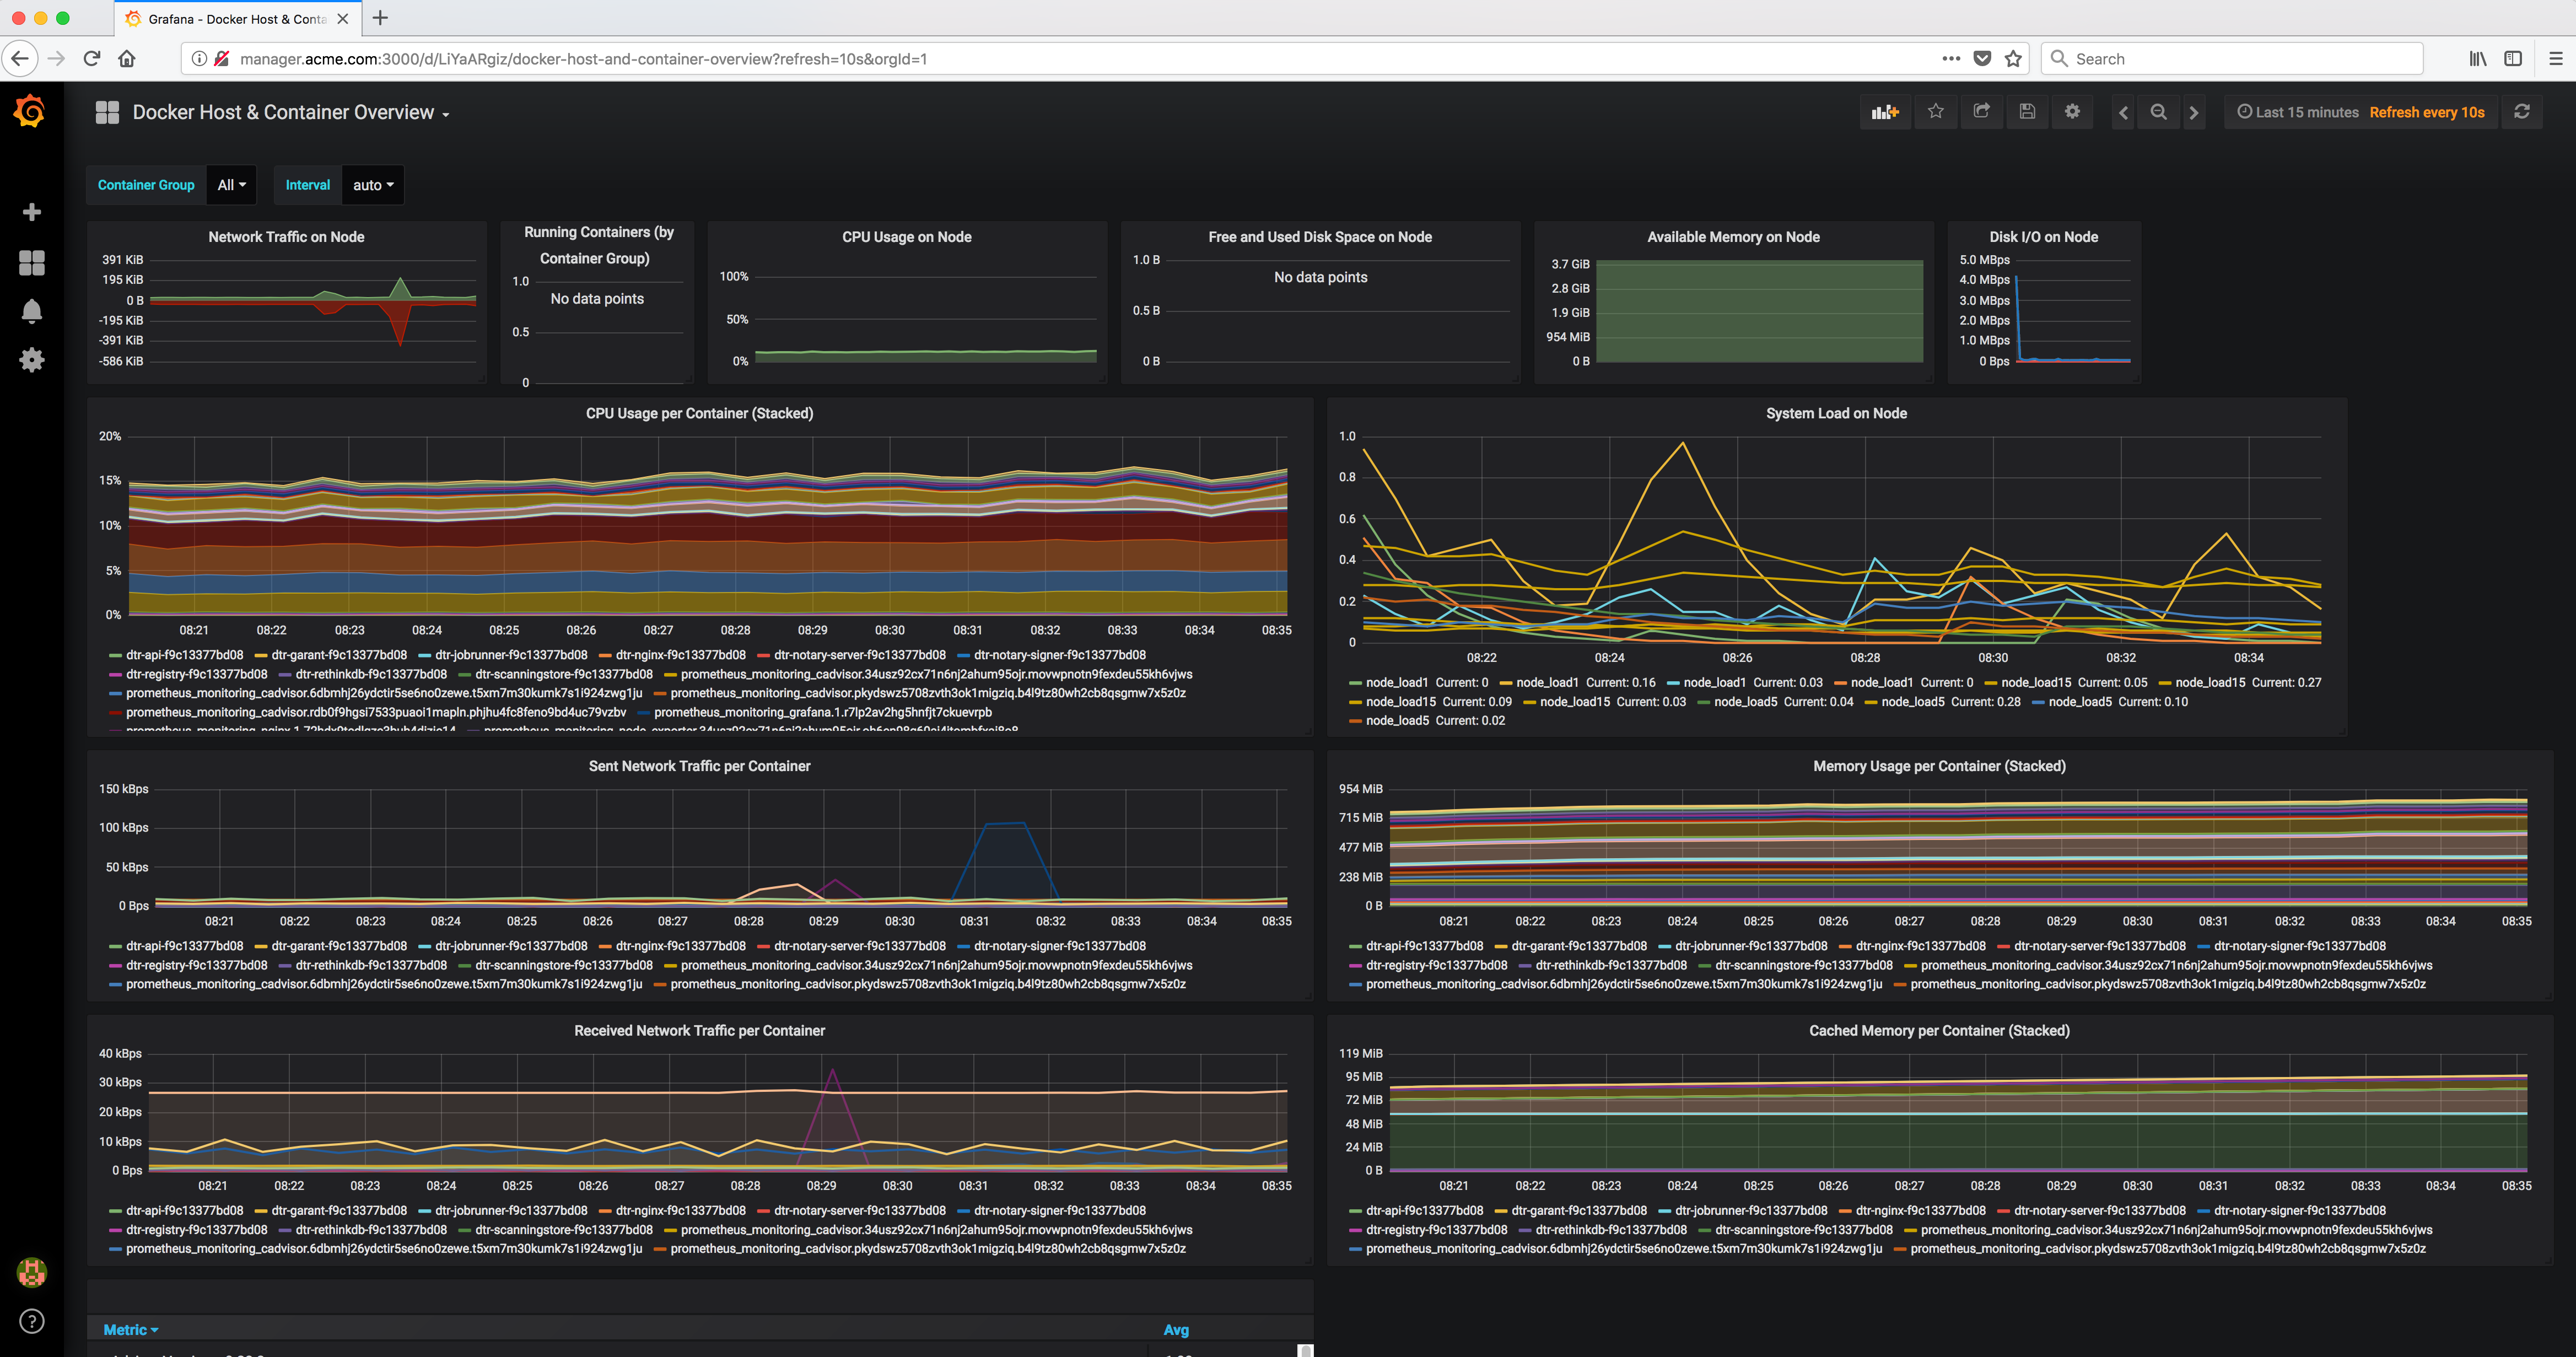 Grafana - Docker Host & Conta
manager.acme.com:3000/d/LiYaARgiz/docker-host-and-container-overview?refresh=10s&orgId=1
Search
Docker Host & Container Overview
Last 15 minutes Refresh every 10s
Container Group All Interval auto
Network Traffic on Node
391 KiB
195 KiB
0 B
-195 KiB
-391 KiB
-586 KiB
Running Containers (by
Container Group)
1.0
No data points
0.5
0
CPU Usage on Node
100%
50%
0%
Free and Used Disk Space on Node
1.0 B
No data points
0.5 B
0 B
Available Memory on Node
3.7 GiB
2.8 GiB
1.9 GiB
954 MiB
0 B
Disk I/O on Node
5.0 MBps
4.0 MBps
3.0 MBps
2.0 MBps
1.0 MBps
0 Bps
CPU Usage per Container (Stacked)
20%
15%
10%
5%
0%
08:21 08:22 08:23 08:24 08:25 08:26 08:27 08:28 08:29 08:30 08:31 08:32 08:33 08:34 08:35
dtr-api-f9c13377bd08 dtr-garant-f9c13377bd08 dtr-jobrunner-f9c13377bd08 dtr-nginx-f9c13377bd08 dtr-notary-server-f9c13377bd08 dtr-notary-signer-f9c13377bd08
dtr-registry-f9c13377bd08 dtr-rethinkdb-f9c13377bd08 dtr-scanningstore-f9c13377bd08 prometheus_monitoring_cadvisor.34usz92cx71n6nj2ahum95ojr.movwpnotn9fexdeu55kh6vjws
prometheus_monitoring_cadvisor.6dbmhj26ydctir5se6no0zewe.t5xm7m30kumk7s1i924zwg1ju prometheus_monitoring_cadvisor.pkydswz5708zvth3ok1migziq.b4l9tz80wh2cb8qsgmw7x5z0z
prometheus_monitoring_cadvisor.rdb0f9hgsi7533puaoi1mapln.phjhu4fc8feno9bd4uc79vzbv prometheus_monitoring_grafana.1.r7lp2av2hg5hnfjt7ckuevrpb
System Load on Node
1.0
0.8
0.6
0.4
0.2
0
08:22 08:24 08:26 08:28 08:30 08:32 08:34
node_load1 Current: 0 node_load1 Current: 0.16 node_load1 Current: 0.03 node_load1 Current: 0 node_load15 Current: 0.05 node_load15 Current: 0.27
node_load15 Current: 0.09 node_load15 Current: 0.03 node_load5 Current: 0.04 node_load5 Current: 0.28 node_load5 Current: 0.10
node_load5 Current: 0.02
Sent Network Traffic per Container
150 kBps
100 kBps
50 kBps
0 Bps
08:21 08:22 08:23 08:24 08:25 08:26 08:27 08:28 08:29 08:30 08:31 08:32 08:33 08:34 08:35
dtr-api-f9c13377bd08 dtr-garant-f9c13377bd08 dtr-jobrunner-f9c13377bd08 dtr-nginx-f9c13377bd08 dtr-notary-server-f9c13377bd08 dtr-notary-signer-f9c13377bd08
dtr-registry-f9c13377bd08 dtr-rethinkdb-f9c13377bd08 dtr-scanningstore-f9c13377bd08 prometheus_monitoring_cadvisor.34usz92cx71n6nj2ahum95ojr.movwpnotn9fexdeu55kh6vjws
prometheus_monitoring_cadvisor.6dbmhj26ydctir5se6no0zewe.t5xm7m30kumk7s1i924zwg1ju prometheus_monitoring_cadvisor.pkydswz5708zvth3ok1migziq.b4l9tz80wh2cb8qsgmw7x5z0z
Memory Usage per Container (Stacked)
954 MiB
715 MiB
477 MiB
238 MiB
0 B
08:21 08:22 08:23 08:24 08:25 08:26 08:27 08:28 08:29 08:30 08:31 08:32 08:33 08:34 08:35
dtr-api-f9c13377bd08 dtr-garant-f9c13377bd08 dtr-jobrunner-f9c13377bd08 dtr-nginx-f9c13377bd08 dtr-notary-server-f9c13377bd08 dtr-notary-signer-f9c13377bd08
dtr-registry-f9c13377bd08 dtr-rethinkdb-f9c13377bd08 dtr-scanningstore-f9c13377bd08 prometheus_monitoring_cadvisor.34usz92cx71n6nj2ahum95ojr.movwpnotn9fexdeu55kh6vjws
prometheus_monitoring_cadvisor.6dbmhj26ydctir5se6no0zewe.t5xm7m30kumk7s1i924zwg1ju prometheus_monitoring_cadvisor.pkydswz5708zvth3ok1migziq.b4l9tz80wh2cb8qsgmw7x5z0z
Received Network Traffic per Container
40 kBps
30 kBps
20 kBps
10 kBps
0 Bps
08:21 08:22 08:23 08:24 08:25 08:26 08:27 08:28 08:29 08:30 08:31 08:32 08:33 08:34 08:35
dtr-api-f9c13377bd08 dtr-garant-f9c13377bd08 dtr-jobrunner-f9c13377bd08 dtr-nginx-f9c13377bd08 dtr-notary-server-f9c13377bd08 dtr-notary-signer-f9c13377bd08
dtr-registry-f9c13377bd08 dtr-rethinkdb-f9c13377bd08 dtr-scanningstore-f9c13377bd08 prometheus_monitoring_cadvisor.34usz92cx71n6nj2ahum95ojr.movwpnotn9fexdeu55kh6vjws
prometheus_monitoring_cadvisor.6dbmhj26ydctir5se6no0zewe.t5xm7m30kumk7s1i924zwg1ju prometheus_monitoring_cadvisor.pkydswz5708zvth3ok1migziq.b4l9tz80wh2cb8qsgmw7x5z0z
Cached Memory per Container (Stacked)
119 MiB
95 MiB
72 MiB
48 MiB
24 MiB
0 B
08:21 08:22 08:23 08:24 08:25 08:26 08:27 08:28 08:29 08:30 08:31 08:32 08:33 08:34 08:35
dtr-api-f9c13377bd08 dtr-garant-f9c13377bd08 dtr-jobrunner-f9c13377bd08 dtr-nginx-f9c13377bd08 dtr-notary-server-f9c13377bd08 dtr-notary-signer-f9c13377bd08
dtr-registry-f9c13377bd08 dtr-rethinkdb-f9c13377bd08 dtr-scanningstore-f9c13377bd08 prometheus_monitoring_cadvisor.34usz92cx71n6nj2ahum95ojr.movwpnotn9fexdeu55kh6vjws
prometheus_monitoring_cadvisor.6dbmhj26ydctir5se6no0zewe.t5xm7m30kumk7s1i924zwg1ju prometheus_monitoring_cadvisor.pkydswz5708zvth3ok1migziq.b4l9tz80wh2cb8qsgmw7x5z0z
Metric Avg